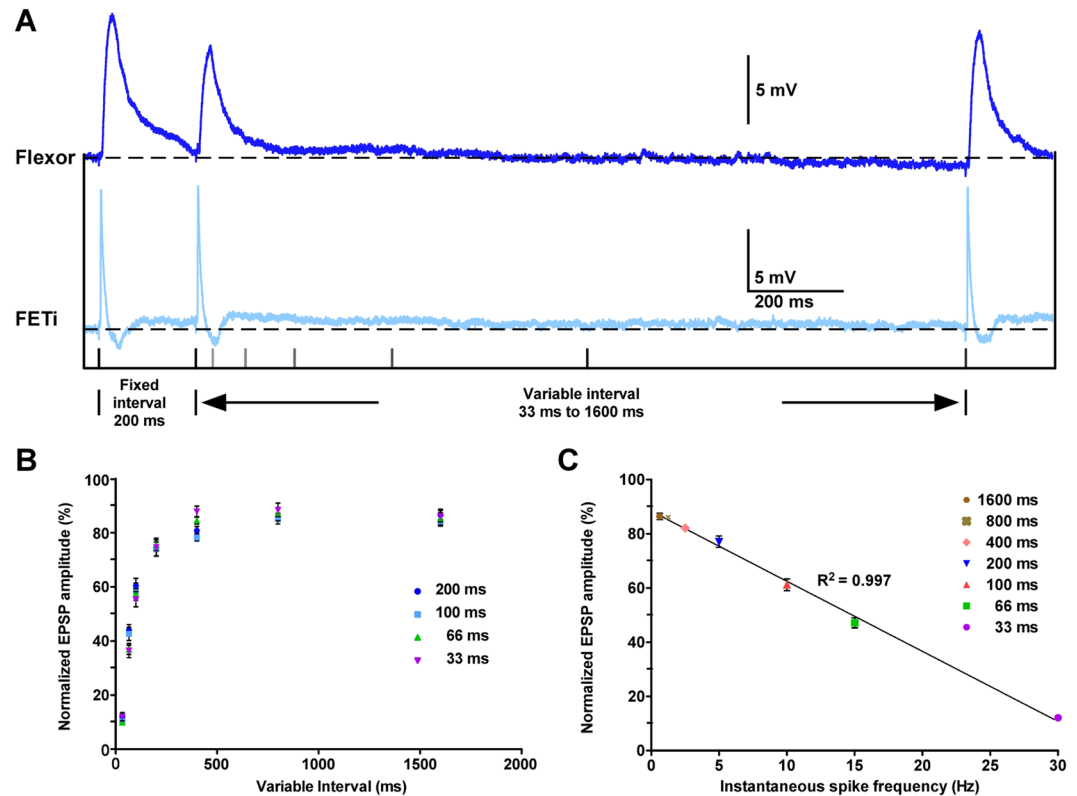 A
5 mV
Flexor
5 mV
200 ms
FETi
Fixed
interval
200 ms
Variable interval
33 ms to 1600 ms
B
Normalized EPSP amplitude (%)
100
80
60
40
20
0
0 500 1000 1500 2000
Variable Interval (ms)
200 ms
100 ms
66 ms
33 ms
C
Normalized EPSP amplitude (%)
100
80
60
40
20
0
0 5 10 15 20 25 30
Instantaneous spike frequency (Hz)
R² = 0.997
1600 ms
800 ms
400 ms
200 ms
100 ms
66 ms
33 ms